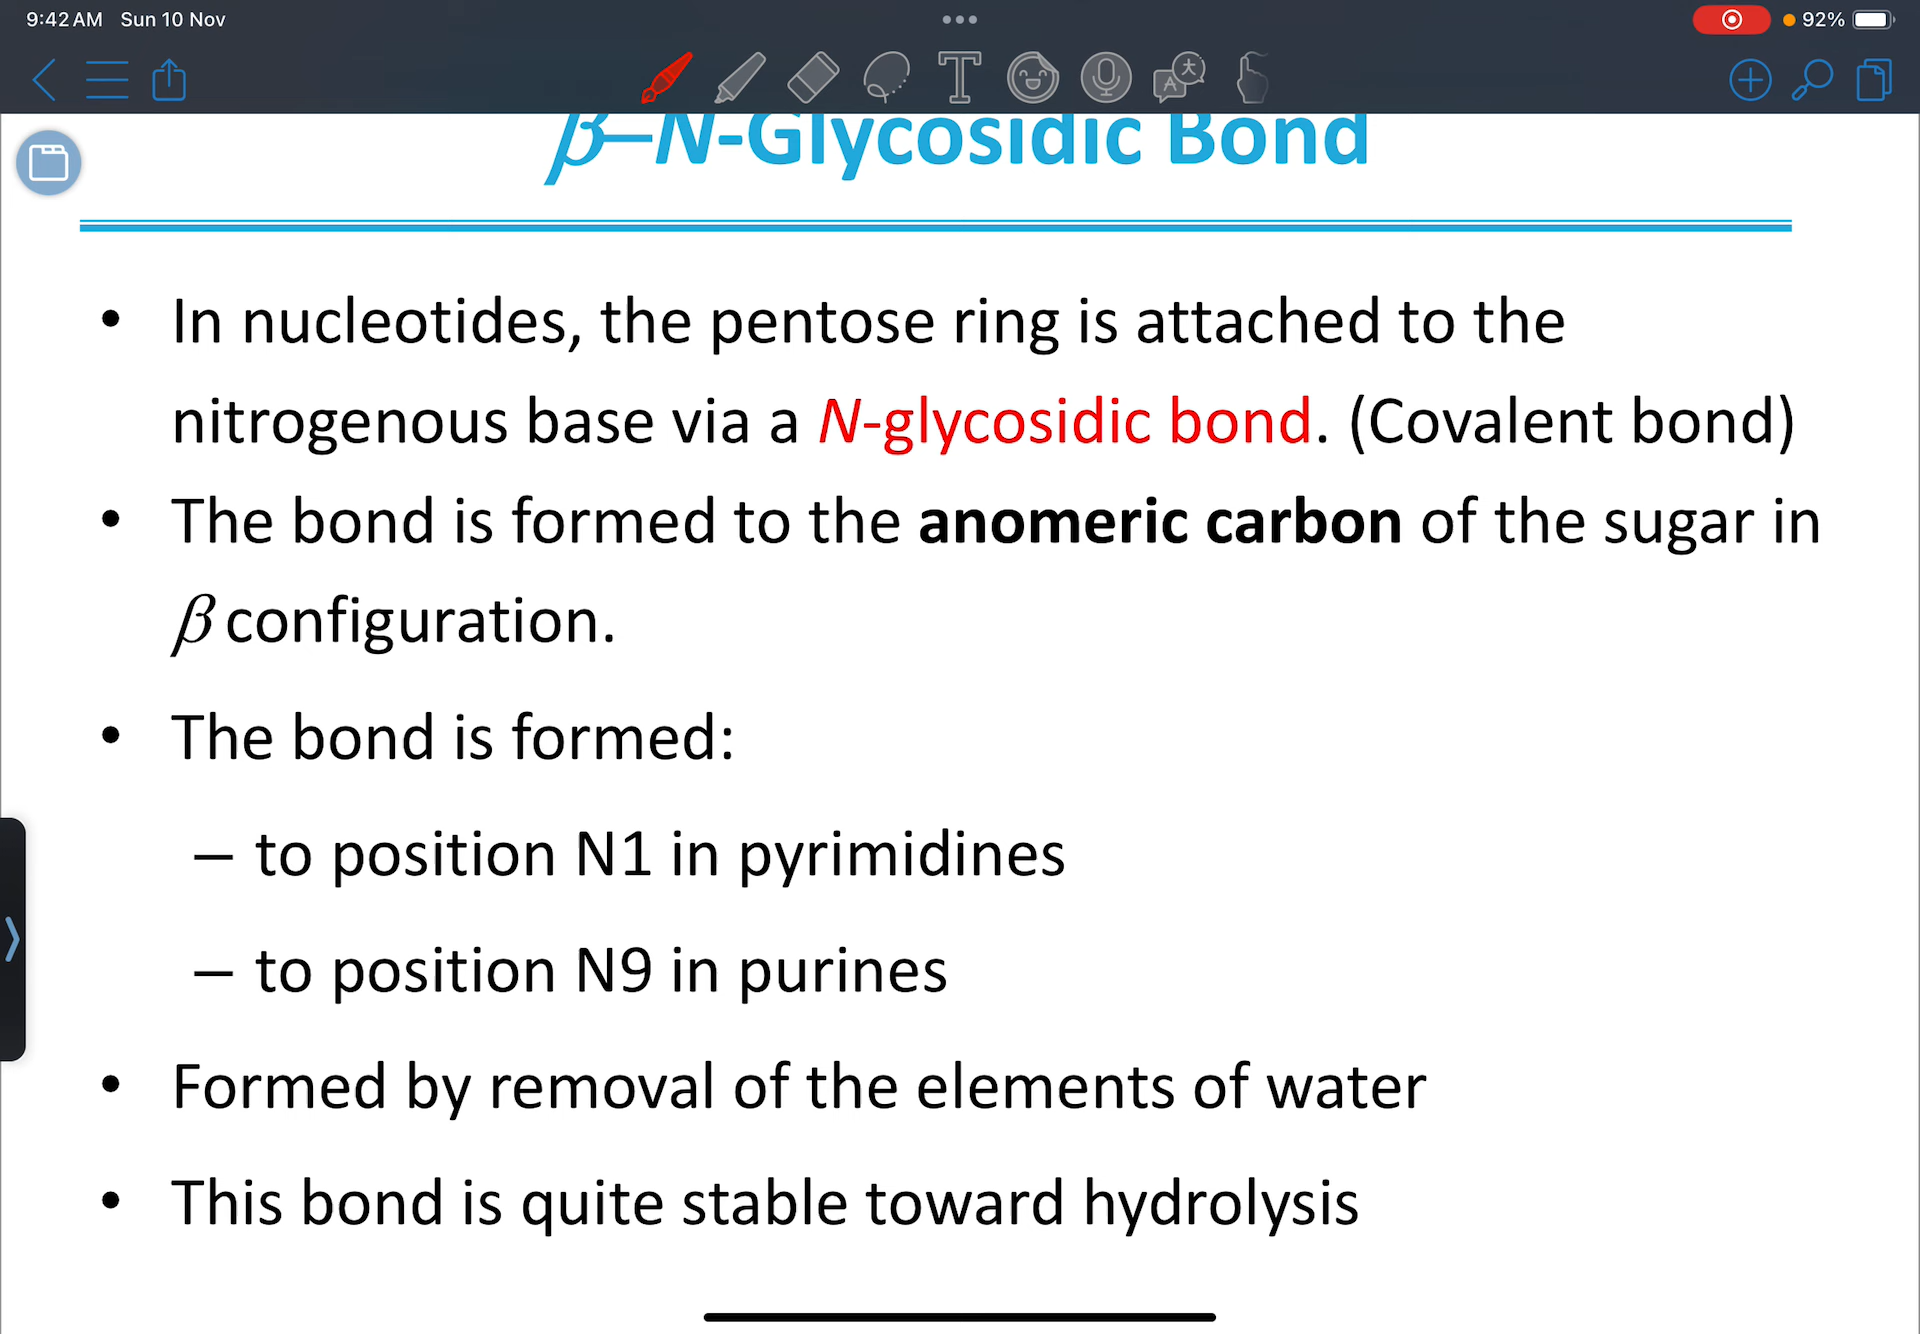 9:42 AM Sun 10 Nov
92%
β–N-Glycosidic Bond
• In nucleotides, the pentose ring is attached to the
nitrogenous base via a N-glycosidic bond. (Covalent bond)
• The bond is formed to the anomeric carbon of the sugar in
β configuration.
• The bond is formed:
– to position N1 in pyrimidines
– to position N9 in purines
• Formed by removal of the elements of water
• This bond is quite stable toward hydrolysis